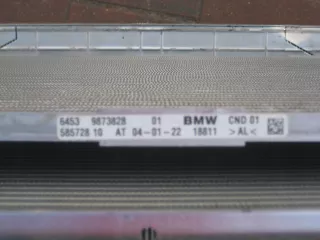 6453 9873828 01 BMW CND 01
585728 10 AT 04-01-22 18811 >AL<